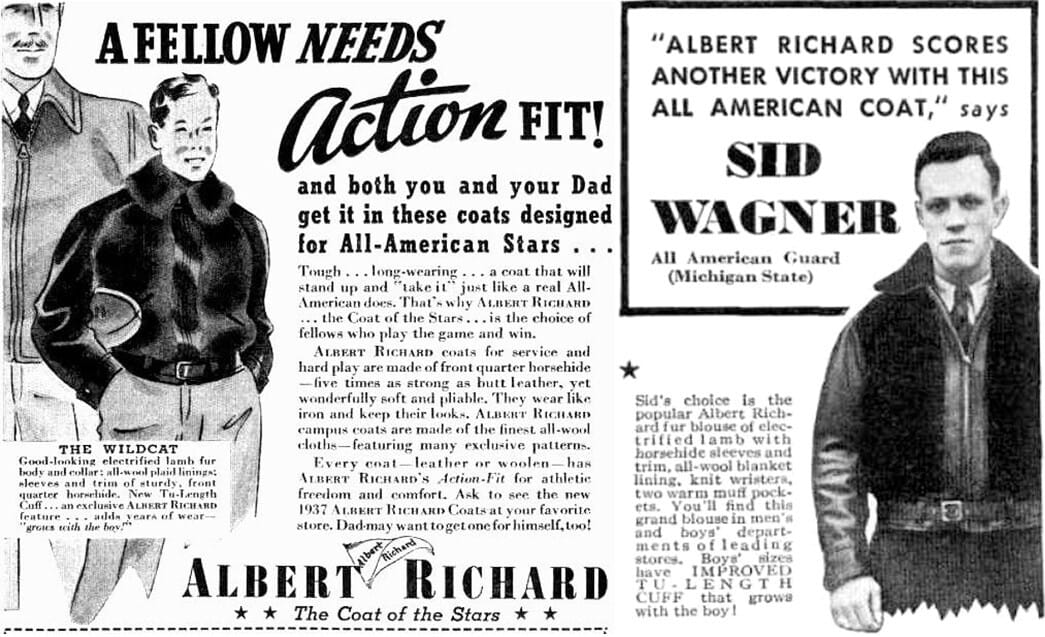 A FELLOW NEEDS
Action FIT!
and both you and your Dad
get it in these coats designed
for All-American Stars . . .
Tough . . . long-wearing . . . a coat that will
stand up and "take it" just like a real All-
American does. That's why ALBERT RICHARD
. . . the Coat of the Stars . . . is the choice of
fellows who play the game and win.
ALBERT RICHARD coats for service and
hard play are made of front quarter horsehide
—five times as strong as butt leather, yet
wonderfully soft and pliable. They wear like
iron and keep their looks. ALBERT RICHARD
campus coats are made of the finest all-wool
cloths—featuring many exclusive patterns.
Every coat—leather or woolen—has
ALBERT RICHARD'S Action-Fit for athletic
freedom and comfort. Ask to see the new
1937 ALBERT RICHARD Coats at your favorite
store. Dad may want to get one for himself, too!
THE WILDCAT
Good-looking electrified lamb fur
body and collar; all-wool plaid linings;
sleeves and trim of sturdy, front
quarter horsehide. New Tu-Length
Cuff . . . an exclusive ALBERT RICHARD
feature . . . adds years of wear—
"grows with the boy!"
Albert Richard
ALBERT RICHARD
★ ★ The Coat of the Stars ★ ★
"ALBERT RICHARD SCORES
ANOTHER VICTORY WITH THIS
ALL AMERICAN COAT," says
SID
WAGNER
All American Guard
(Michigan State)
★
Sid's choice is the
popular Albert Rich-
ard fur blouse of elec-
trified lamb with
horsehide sleeves and
trim, all-wool blanket
lining, knit wristers,
two warm muff pock-
ets. You'll find this
grand blouse in men's
and boys' depart-
ments of leading
stores. Boys' sizes
have IMPROVED
TU-LENGTH
CUFF that grows
with the boy!